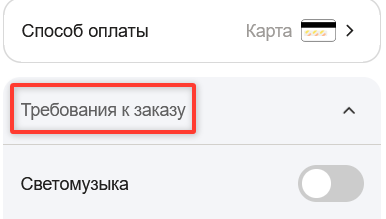 Способ оплаты Карта
Требования к заказу
Светомузыка